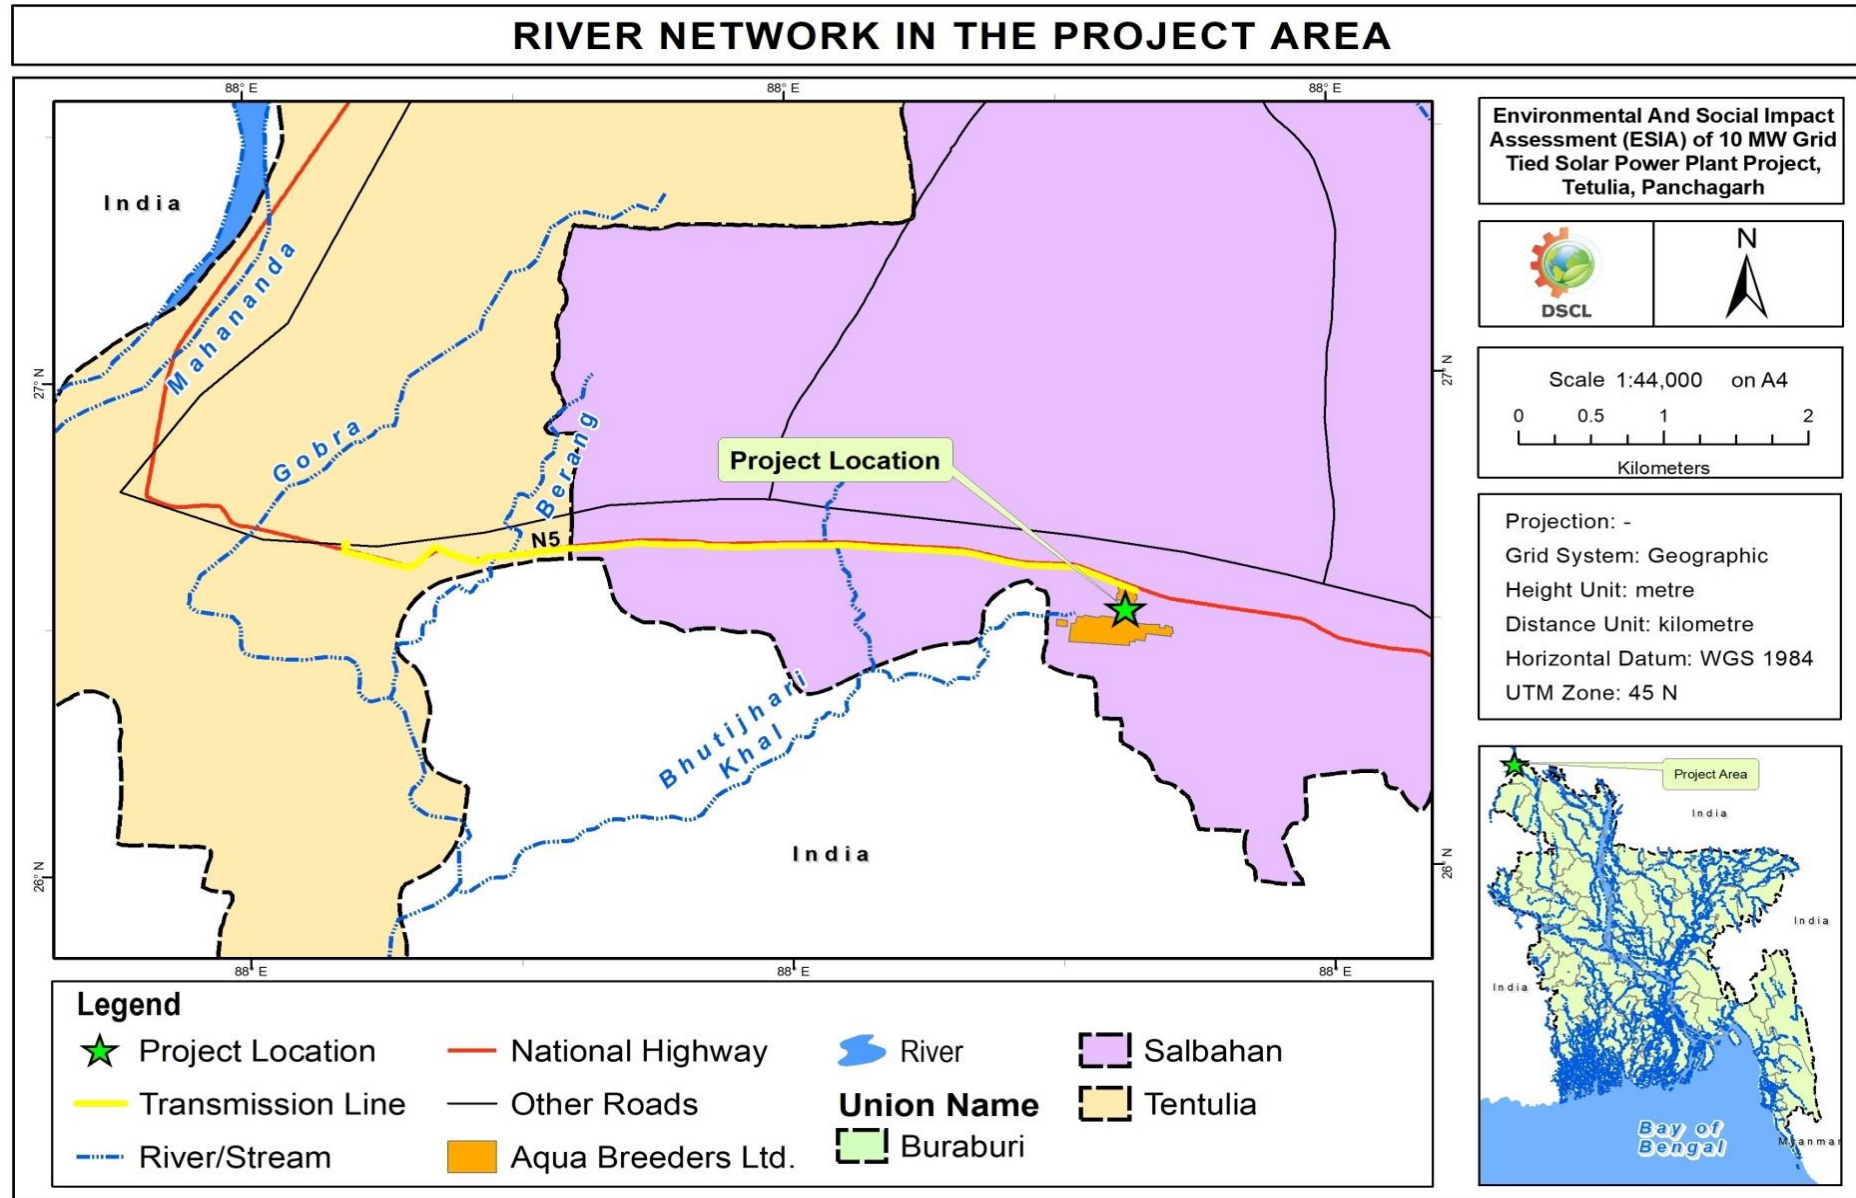 RIVER NETWORK IN THE PROJECT AREA
88° E
88° E
88° E
27° N
26° N
27° N
26° N
India
Mahananda
Gobra
Berang
N5
Project Location
Bhutijhari
Khal
India
88° E
88° E
88° E
Environmental And Social Impact
Assessment (ESIA) of 10 MW Grid
Tied Solar Power Plant Project,
Tetulia, Panchagarh
DSCL
N
Scale 1:44,000 on A4
0 0.5 1 2
Kilometers
Projection: -
Grid System: Geographic
Height Unit: metre
Distance Unit: kilometre
Horizontal Datum: WGS 1984
UTM Zone: 45 N
Project Area
India
India
India
Bay of
Bengal
Myanmar
Legend
Project Location
Transmission Line
River/Stream
National Highway
Other Roads
Aqua Breeders Ltd.
River
Union Name
Buraburi
Salbahan
Tentulia